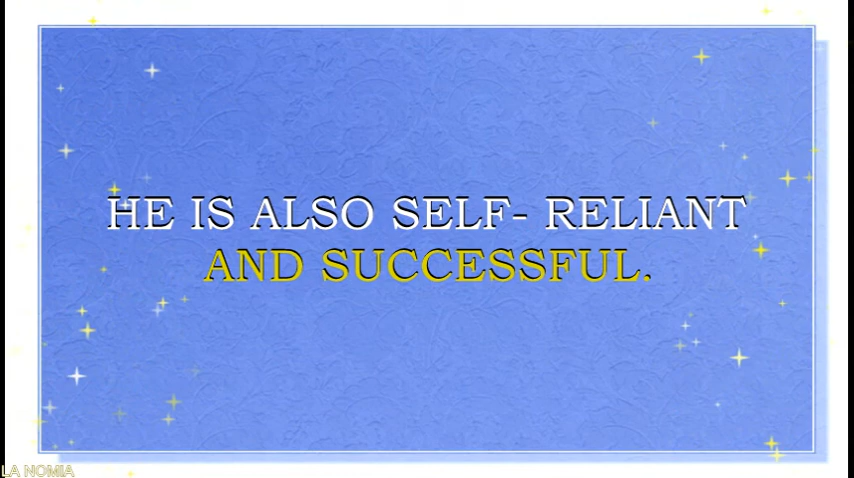 HE IS ALSO SELF- RELIANT
AND SUCCESSFUL.
LA NOMIA